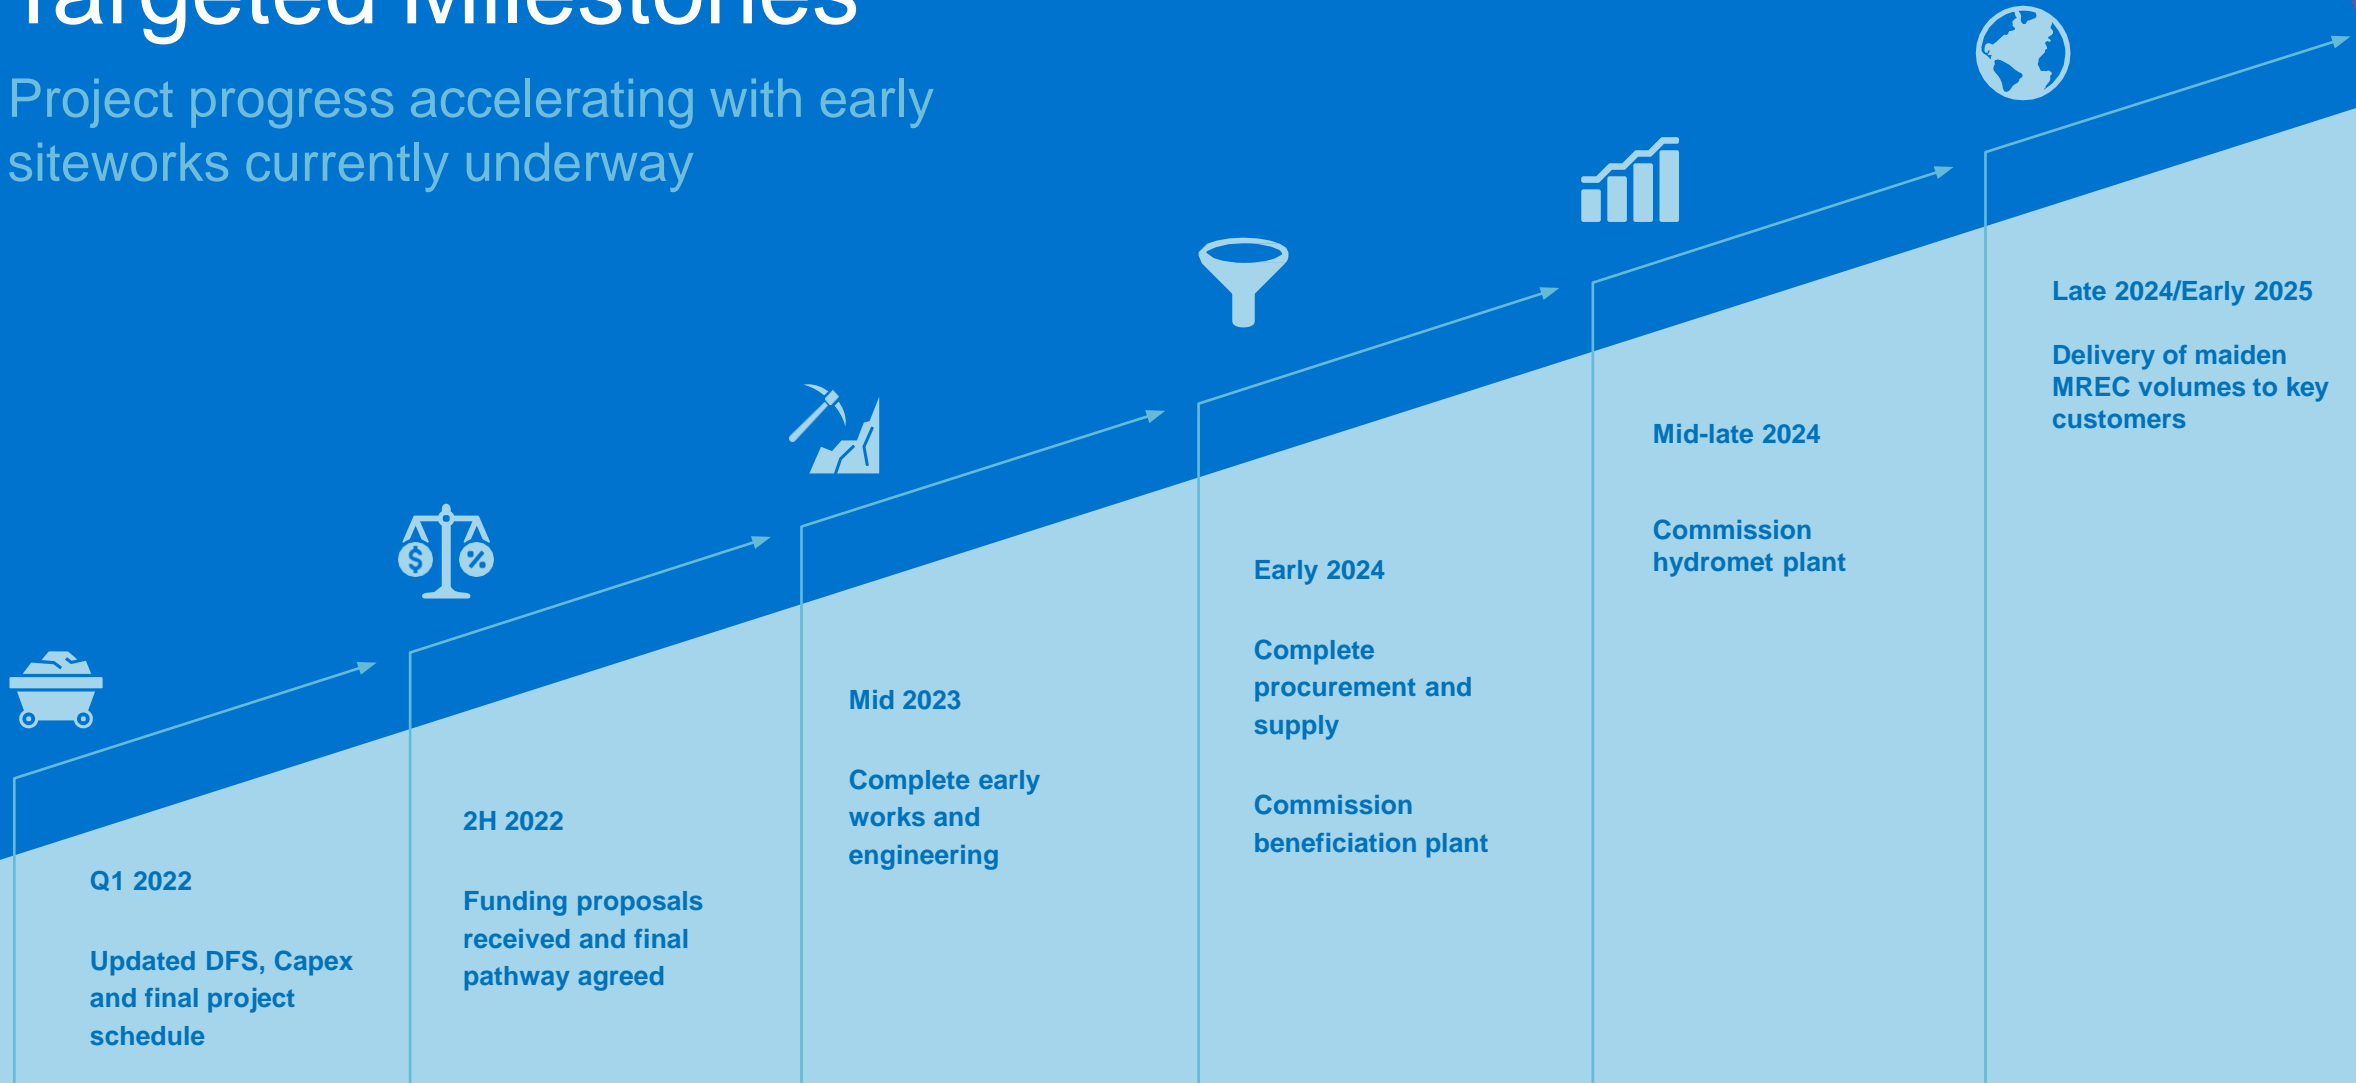 Targeted Milestones
Project progress accelerating with early
siteworks currently underway
Q1 2022
Updated DFS, Capex
and final project
schedule
2H 2022
Funding proposals
received and final
pathway agreed
Mid 2023
Complete early
works and
engineering
Early 2024
Complete
procurement and
supply
Commission
beneficiation plant
Mid-late 2024
Commission
hydromet plant
Late 2024/Early 2025
Delivery of maiden
MREC volumes to key
customers
$
%